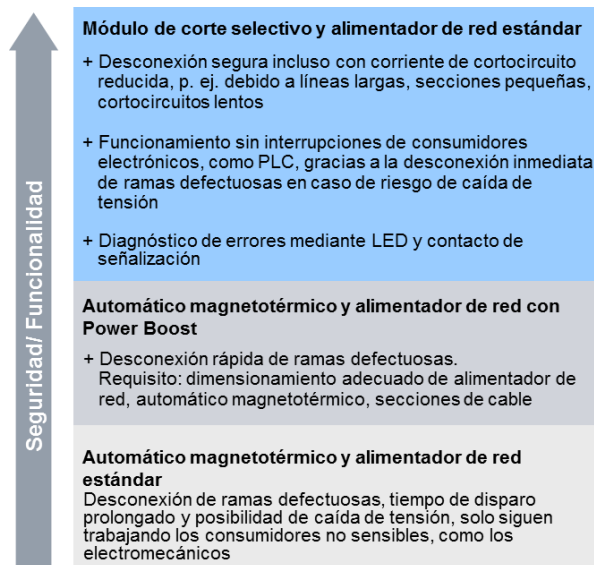 Seguridad/ Funcionalidad
Módulo de corte selectivo y alimentador de red estándar
+ Desconexión segura incluso con corriente de cortocircuito
reducida, p. ej. debido a líneas largas, secciones pequeñas,
cortocircuitos lentos
+ Funcionamiento sin interrupciones de consumidores
electrónicos, como PLC, gracias a la desconexión inmediata
de ramas defectuosas en caso de riesgo de caída de
tensión
+ Diagnóstico de errores mediante LED y contacto de
señalización
Automático magnetotérmico y alimentador de red con
Power Boost
+ Desconexión rápida de ramas defectuosas.
Requisito: dimensionamiento adecuado de alimentador de
red, automático magnetotérmico, secciones de cable
Automático magnetotérmico y alimentador de red
estándar
Desconexión de ramas defectuosas, tiempo de disparo
prolongado y posibilidad de caída de tensión, solo siguen
trabajando los consumidores no sensibles, como los
electromecánicos